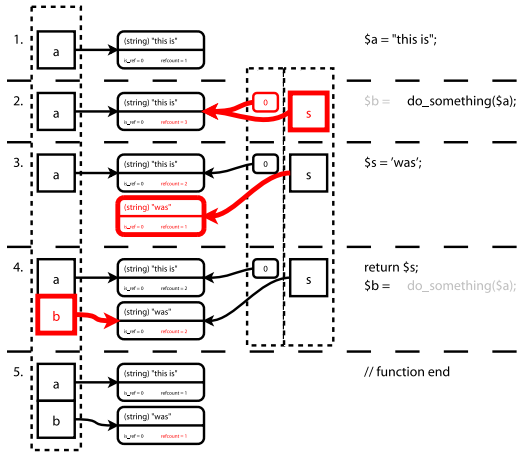 1.
a
(string) "this is"
is_ref = 0 refcount = 1
$a = "this is";
2.
a
(string) "this is"
is_ref = 0 refcount = 3
0
s
$b = do_something($a);
3.
a
(string) "this is"
is_ref = 0 refcount = 2
0
s
$s = ’was’;
(string) "was"
is_ref = 0 refcount = 1
4.
a
(string) "this is"
is_ref = 0 refcount = 2
0
s
return $s;
$b = do_something($a);
b
(string) "was"
is_ref = 0 refcount = 2
5.
a
(string) "this is"
is_ref = 0 refcount = 1
// function end
b
(string) "was"
is_ref = 0 refcount = 1